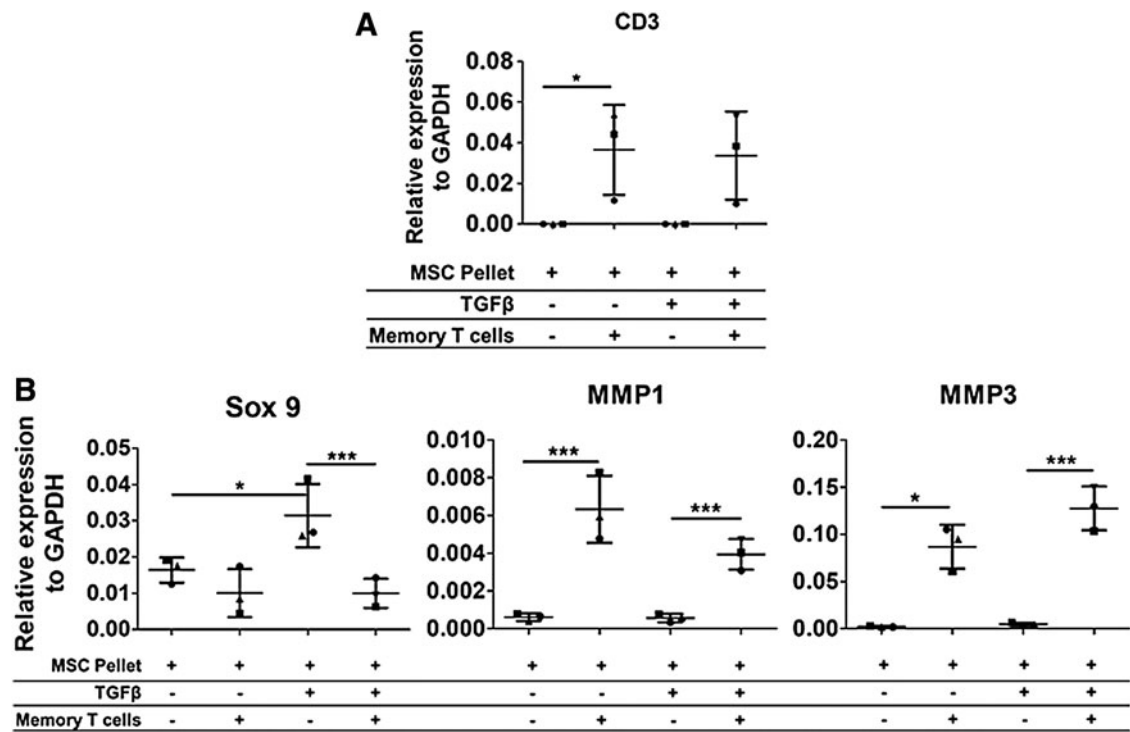 A
CD3
Relative expression
to GAPDH
0.08
0.06
0.04
0.02
0.00
*
MSC Pellet + + + +
TGFβ - - + +
Memory T cells - + - +
B
Sox 9
MMP1
MMP3
Relative expression
to GAPDH
0.05
0.04
0.03
0.02
0.01
0.00
*
***
0.010
0.008
0.006
0.004
0.002
0.000
***
***
0.20
0.15
0.10
0.05
0.00
*
***
MSC Pellet + + + + + + + + + + + +
TGFβ - - + + - - + + - - + +
Memory T cells - + - + - + - + - + - +